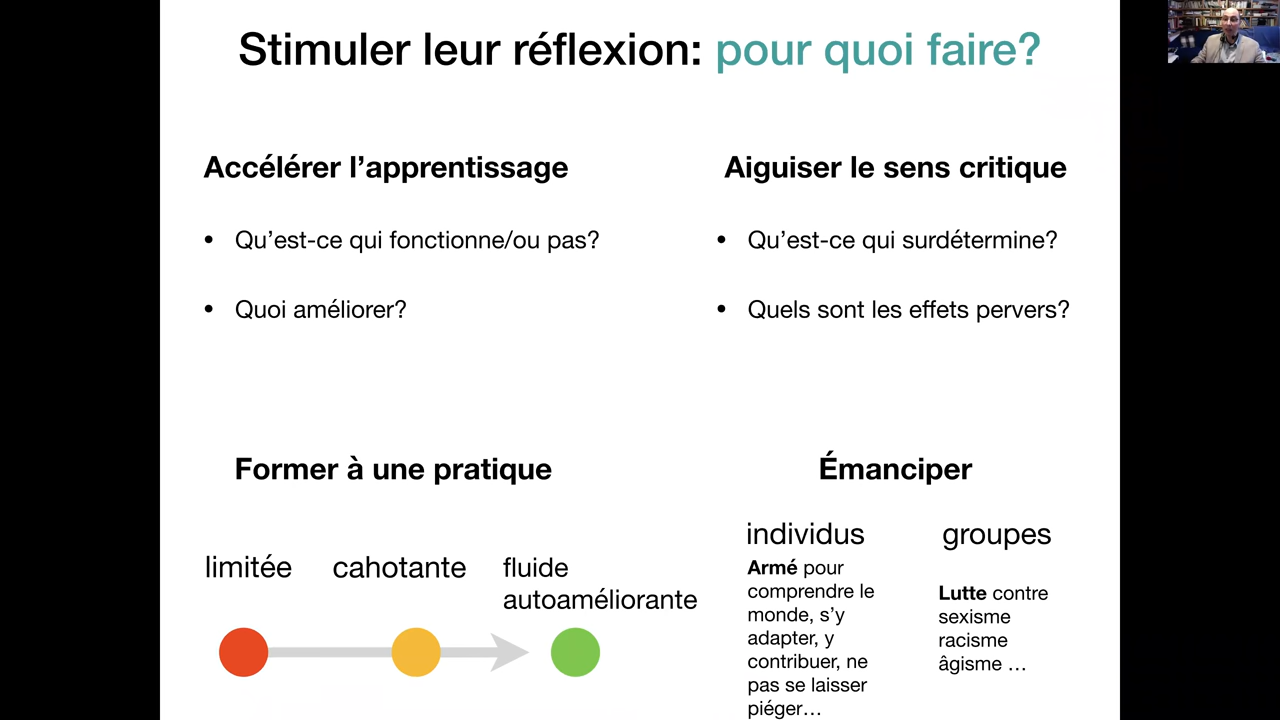 Stimuler leur réflexion: pour quoi faire?
Accélérer l’apprentissage
• Qu’est-ce qui fonctionne/ou pas?
• Quoi améliorer?
Aiguiser le sens critique
• Qu’est-ce qui surdétermine?
• Quels sont les effets pervers?
Former à une pratique
limitée
cahotante
fluide
autoaméliorante
Émanciper
individus
Armé pour
comprendre le
monde, s’y
adapter, y
contribuer, ne
pas se laisser
piéger…
groupes
Lutte contre
sexisme
racisme
âgisme …